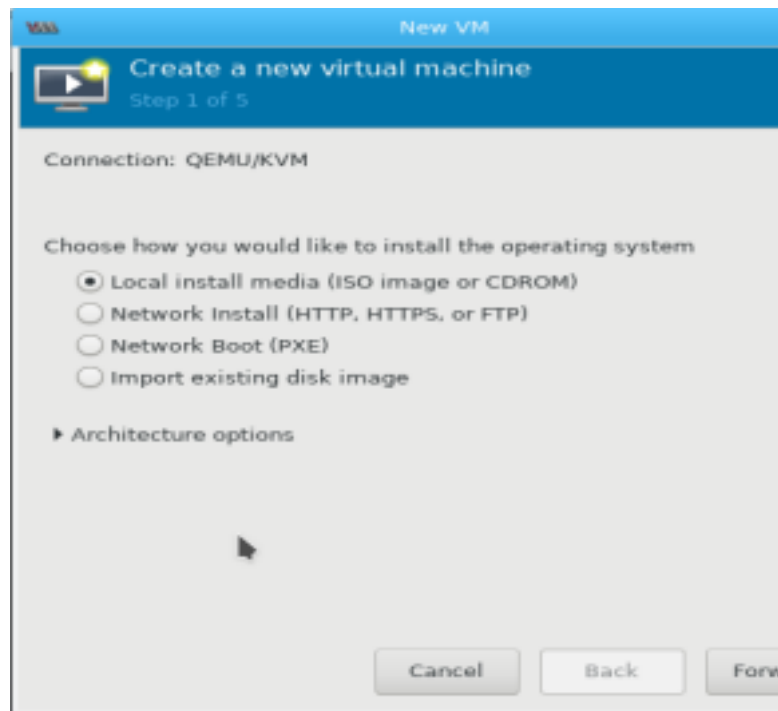 New VM
Create a new virtual machine
Step 1 of 5
Connection: QEMU/KVM
Choose how you would like to install the operating system
Local install media (ISO image or CDROM)
Network Install (HTTP, HTTPS, or FTP)
Network Boot (PXE)
Import existing disk image
Architecture options
Cancel Back Forw